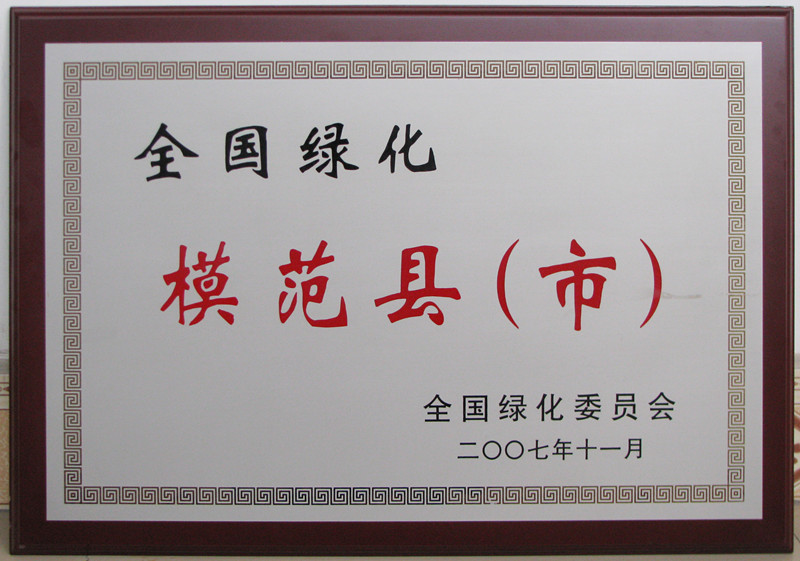 全国绿化
模范县(市)
全国绿化委员会
二〇〇七年十一月